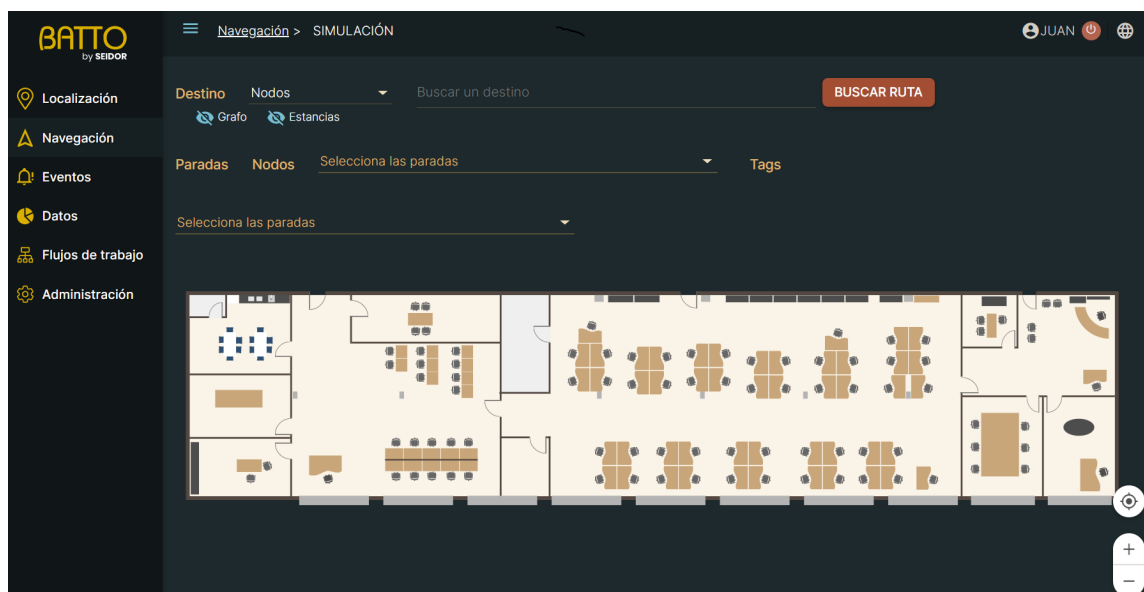 BATTO
by SEIDOR
Navegación > SIMULACIÓN
JUAN
Localización
Navegación
Eventos
Datos
Flujos de trabajo
Administración
Destino Nodos Buscar un destino BUSCAR RUTA
Grafo Estancias
Paradas Nodos Selecciona las paradas Tags
Selecciona las paradas
+
−